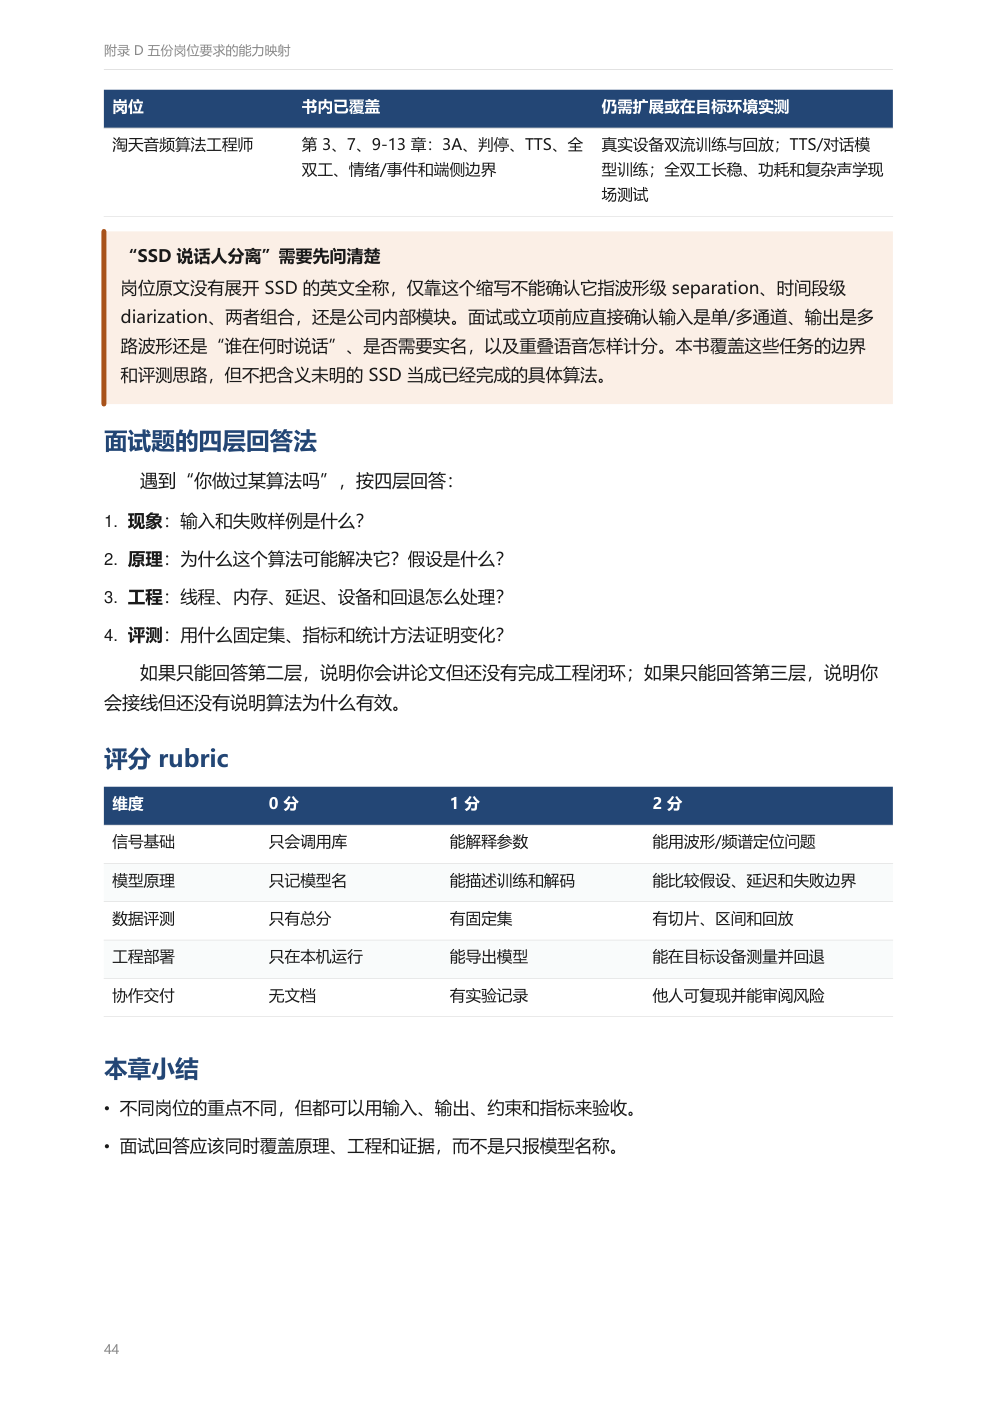 附录 D 五份岗位要求的能力映射
岗位 书内已覆盖 仍需扩展或在目标环境实测
淘天音频算法工程师 第 3、7、9-13 章：3A、判停、TTS、全 真实设备双流训练与回放；TTS/对话模
双工、情绪/事件和端侧边界 型训练；全双工长稳、功耗和复杂声学现
场测试
“SSD 说话人分离”需要先问清楚
岗位原文没有展开 SSD 的英文全称，仅靠这个缩写不能确认它指波形级 separation、时间段级
diarization、两者组合，还是公司内部模块。面试或立项前应直接确认输入是单/多通道、输出是多
路波形还是“谁在何时说话”、是否需要实名，以及重叠语音怎样计分。本书覆盖这些任务的边界
和评测思路，但不把含义未明的 SSD 当成已经完成的具体算法。
面试题的四层回答法
遇到“你做过某算法吗”，按四层回答：
1. 现象：输入和失败样例是什么？
2. 原理：为什么这个算法可能解决它？假设是什么？
3. 工程：线程、内存、延迟、设备和回退怎么处理？
4. 评测：用什么固定集、指标和统计方法证明变化？
如果只能回答第二层，说明你会讲论文但还没有完成工程闭环；如果只能回答第三层，说明你
会接线但还没有说明算法为什么有效。
评分 rubric
维度 0 分 1 分 2 分
信号基础 只会调用库 能解释参数 能用波形/频谱定位问题
模型原理 只记模型名 能描述训练和解码 能比较假设、延迟和失败边界
数据评测 只有总分 有固定集 有切片、区间和回放
工程部署 只在本机运行 能导出模型 能在目标设备测量并回退
协作交付 无文档 有实验记录 他人可复现并能审阅风险
本章小结
• 不同岗位的重点不同，但都可以用输入、输出、约束和指标来验收。
• 面试回答应该同时覆盖原理、工程和证据，而不是只报模型名称。
44